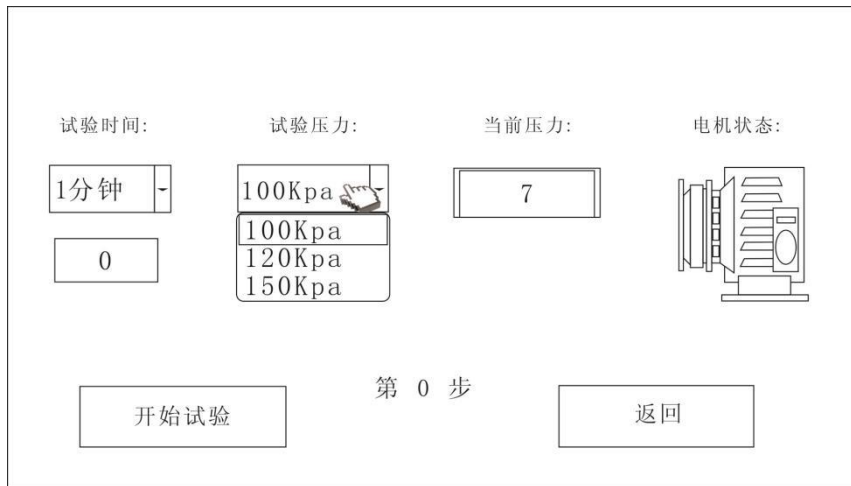 试验时间:
试验压力:
当前压力:
电机状态:
1分钟
100Kpa
7
100Kpa
120Kpa
150Kpa
0
第 0 步
开始试验
返回